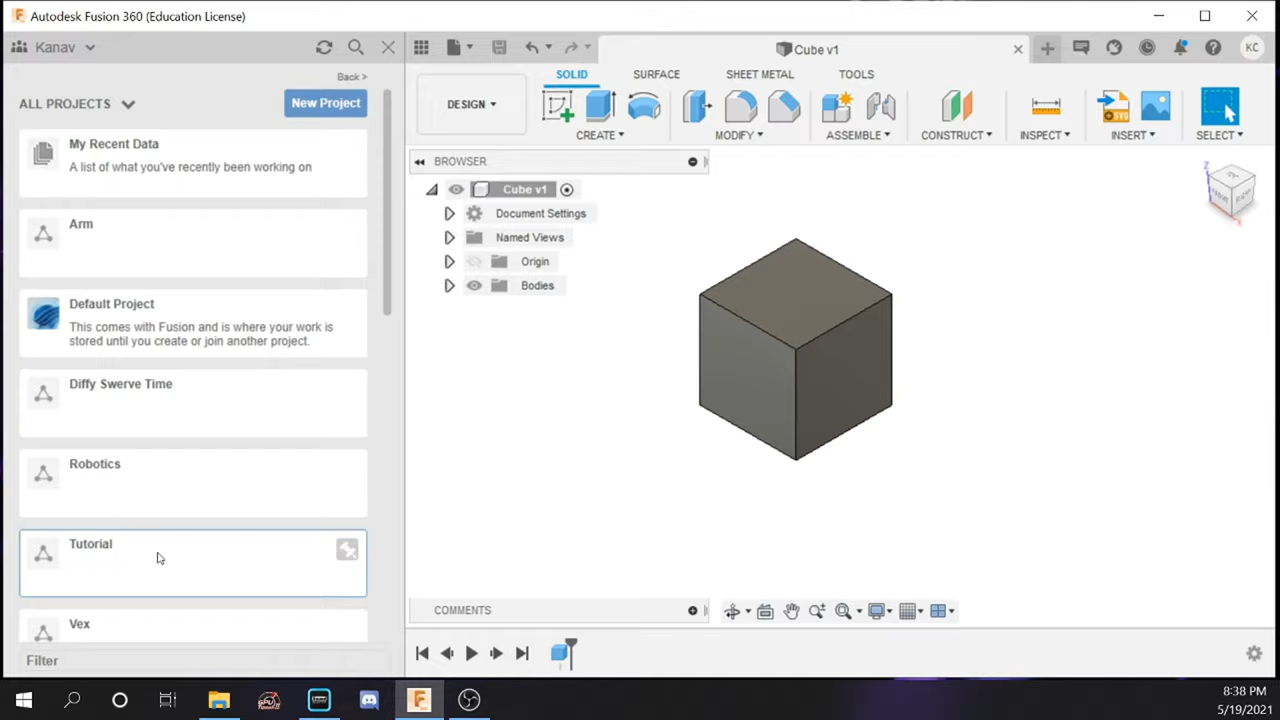 Autodesk Fusion 360 (Education License)
Kanav
Back >
ALL PROJECTS
New Project
My Recent Data
A list of what you've recently been working on
Arm
Default Project
This comes with Fusion and is where your work is
stored until you create or join another project.
Diffy Swerve Time
Robotics
Tutorial
Vex
Filter
Cube v1
KC
SOLID SURFACE SHEET METAL TOOLS
DESIGN
CREATE MODIFY ASSEMBLE CONSTRUCT INSPECT INSERT SELECT
SVG
BROWSER
Cube v1
Document Settings
Named Views
Origin
Bodies
Z
X
COMMENTS
8:38 PM
5/19/2021